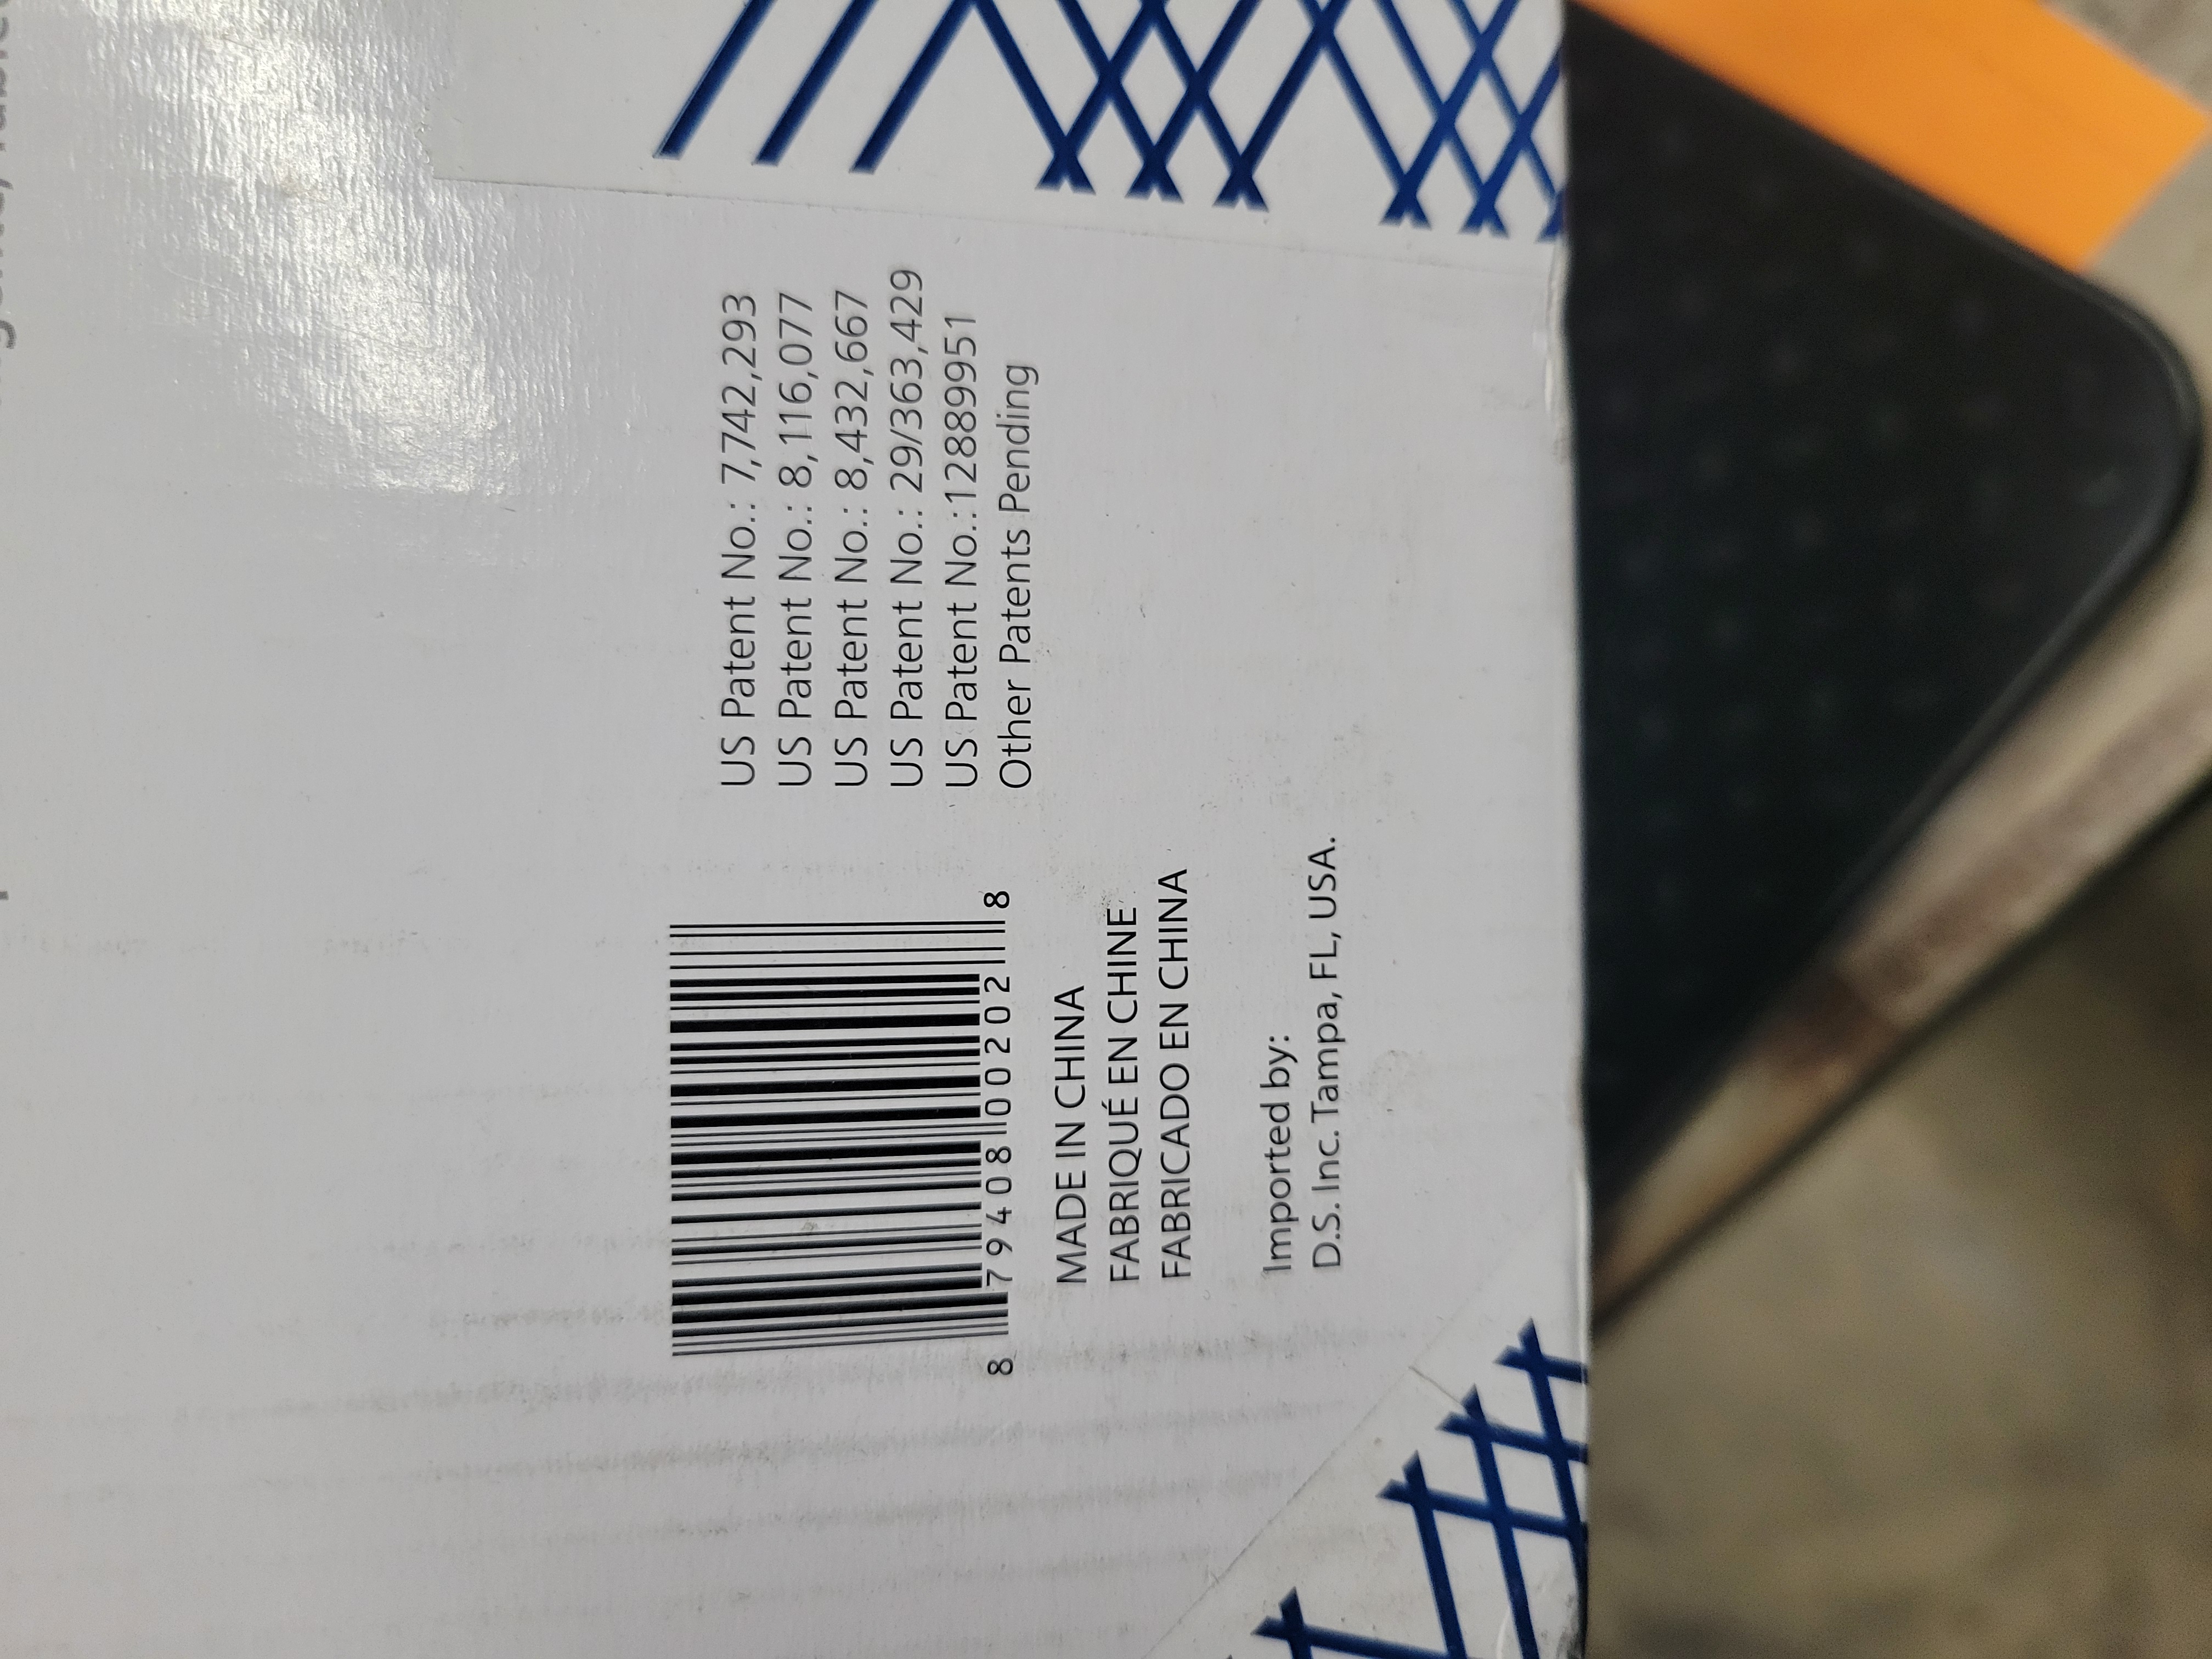 US Patent No.: 7,742,293
US Patent No.: 8,116,077
US Patent No.: 8,432,667
US Patent No.: 29/363,429
US Patent No.:12889951
Other Patents Pending
8 79408 00202 8
MADE IN CHINA
FABRIQUÉ EN CHINE
FABRICADO EN CHINA
Imported by:
D.S. Inc. Tampa, FL, USA.